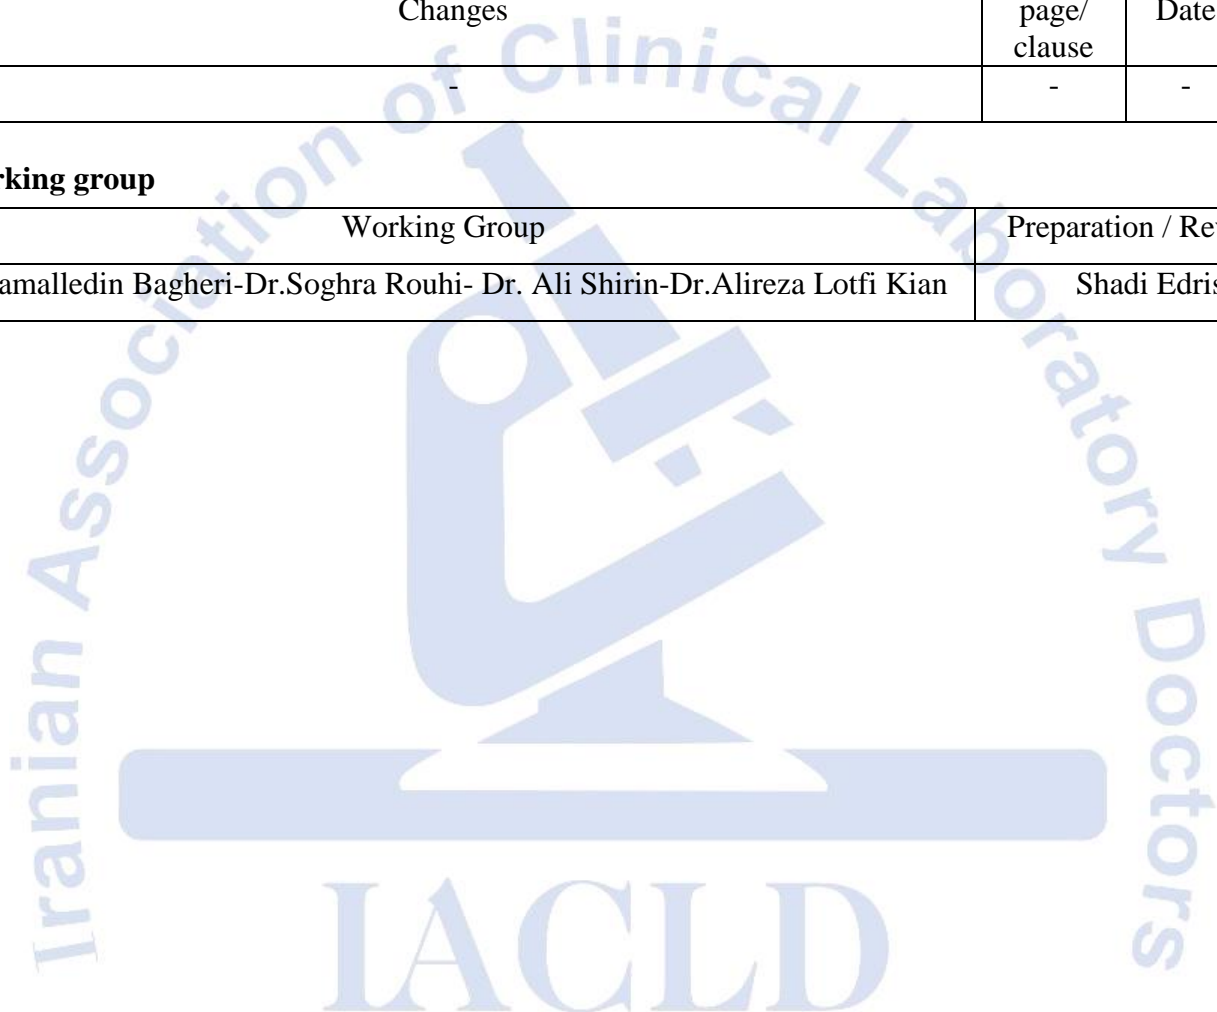 Changes page/ Date
clause
- - -
rking group
Working Group Preparation / Re
amalledin Bagheri-Dr.Soghra Rouhi- Dr. Ali Shirin-Dr.Alireza Lotfi Kian Shadi Edris
Iranian Association of Clinical Laboratory Doctors
IACLD